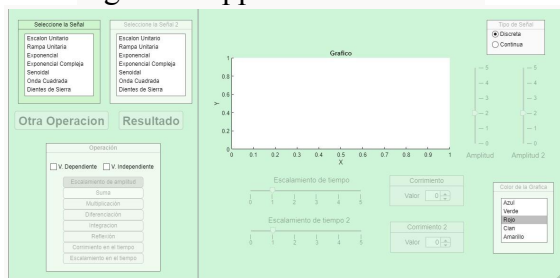 Seleccione la Señal
Escalon Unitario
Rampa Unitaria
Exponencial
Exponencial Compleja
Senoidal
Onda Cuadrada
Dientes de Sierra
Seleccione la Señal 2
Escalon Unitario
Rampa Unitaria
Exponencial
Exponencial Compleja
Senoidal
Onda Cuadrada
Dientes de Sierra
Otra Operacion
Resultado
Operación
V. Dependiente
V. Independiente
Escalamiento de amplitud
Suma
Multiplicación
Diferenciación
Integracion
Reflexión
Corrimiento en el tiempo
Escalamiento en el tiempo
Grafico
Y
1
0.8
0.6
0.4
0.2
0
0 0.1 0.2 0.3 0.4 0.5 0.6 0.7 0.8 0.9 1
X
Escalamiento de tiempo
0 1 2 3 4 5
Escalamiento de tiempo 2
0 1 2 3 4 5
Corrimiento
Valor 0
Corrimiento 2
Valor 0
Tipo de Señal
Discreta
Continua
5
4
3
2
1
0
Amplitud
5
4
3
2
1
0
Amplitud 2
Color de la Gráfica
Azul
Verde
Rojo
Cian
Amarillo